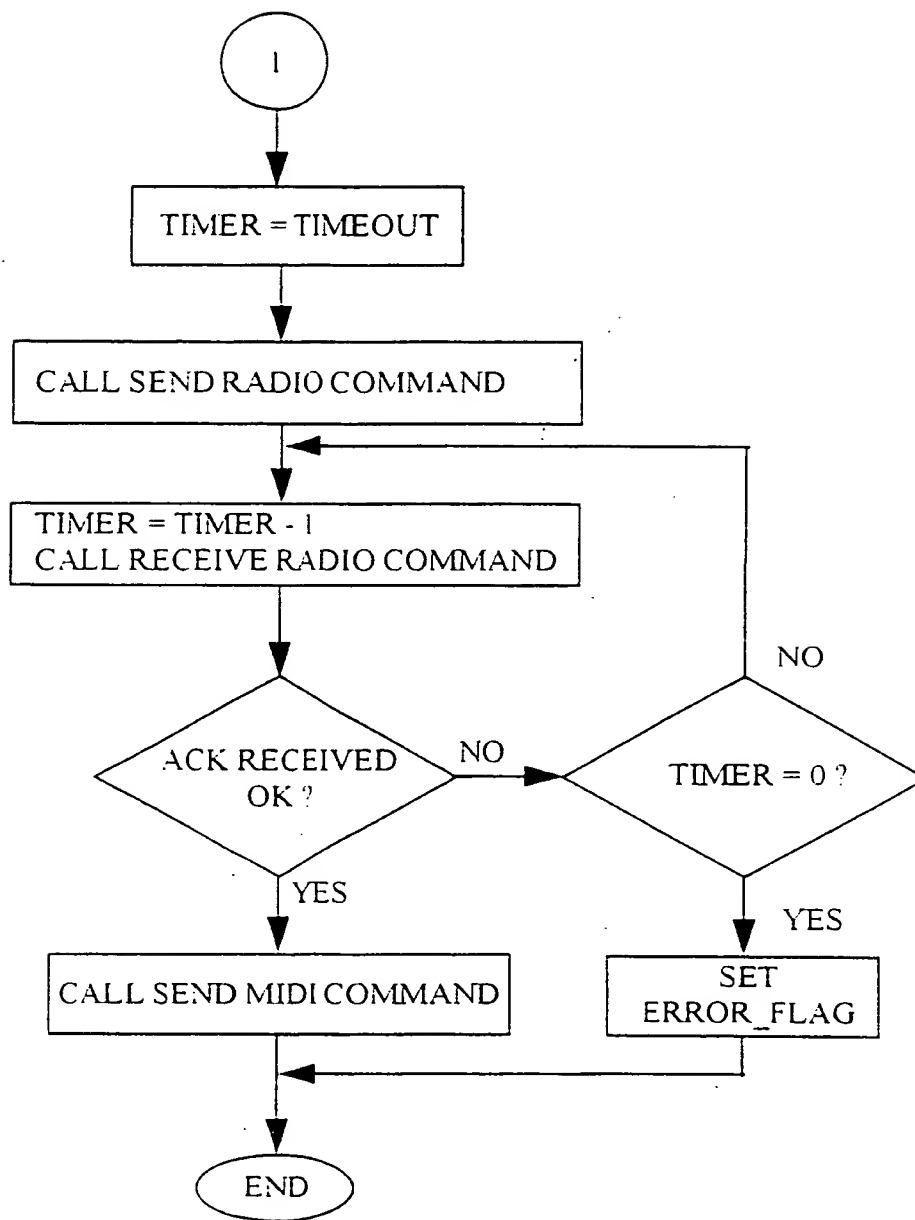 1
TIMER = TIMEOUT
CALL SEND RADIO COMMAND
TIMER = TIMER - 1
CALL RECEIVE RADIO COMMAND
NO
ACK RECEIVED
OK ?
NO
TIMER = 0 ?
YES
YES
CALL SEND MIDI COMMAND
SET
ERROR_FLAG
END